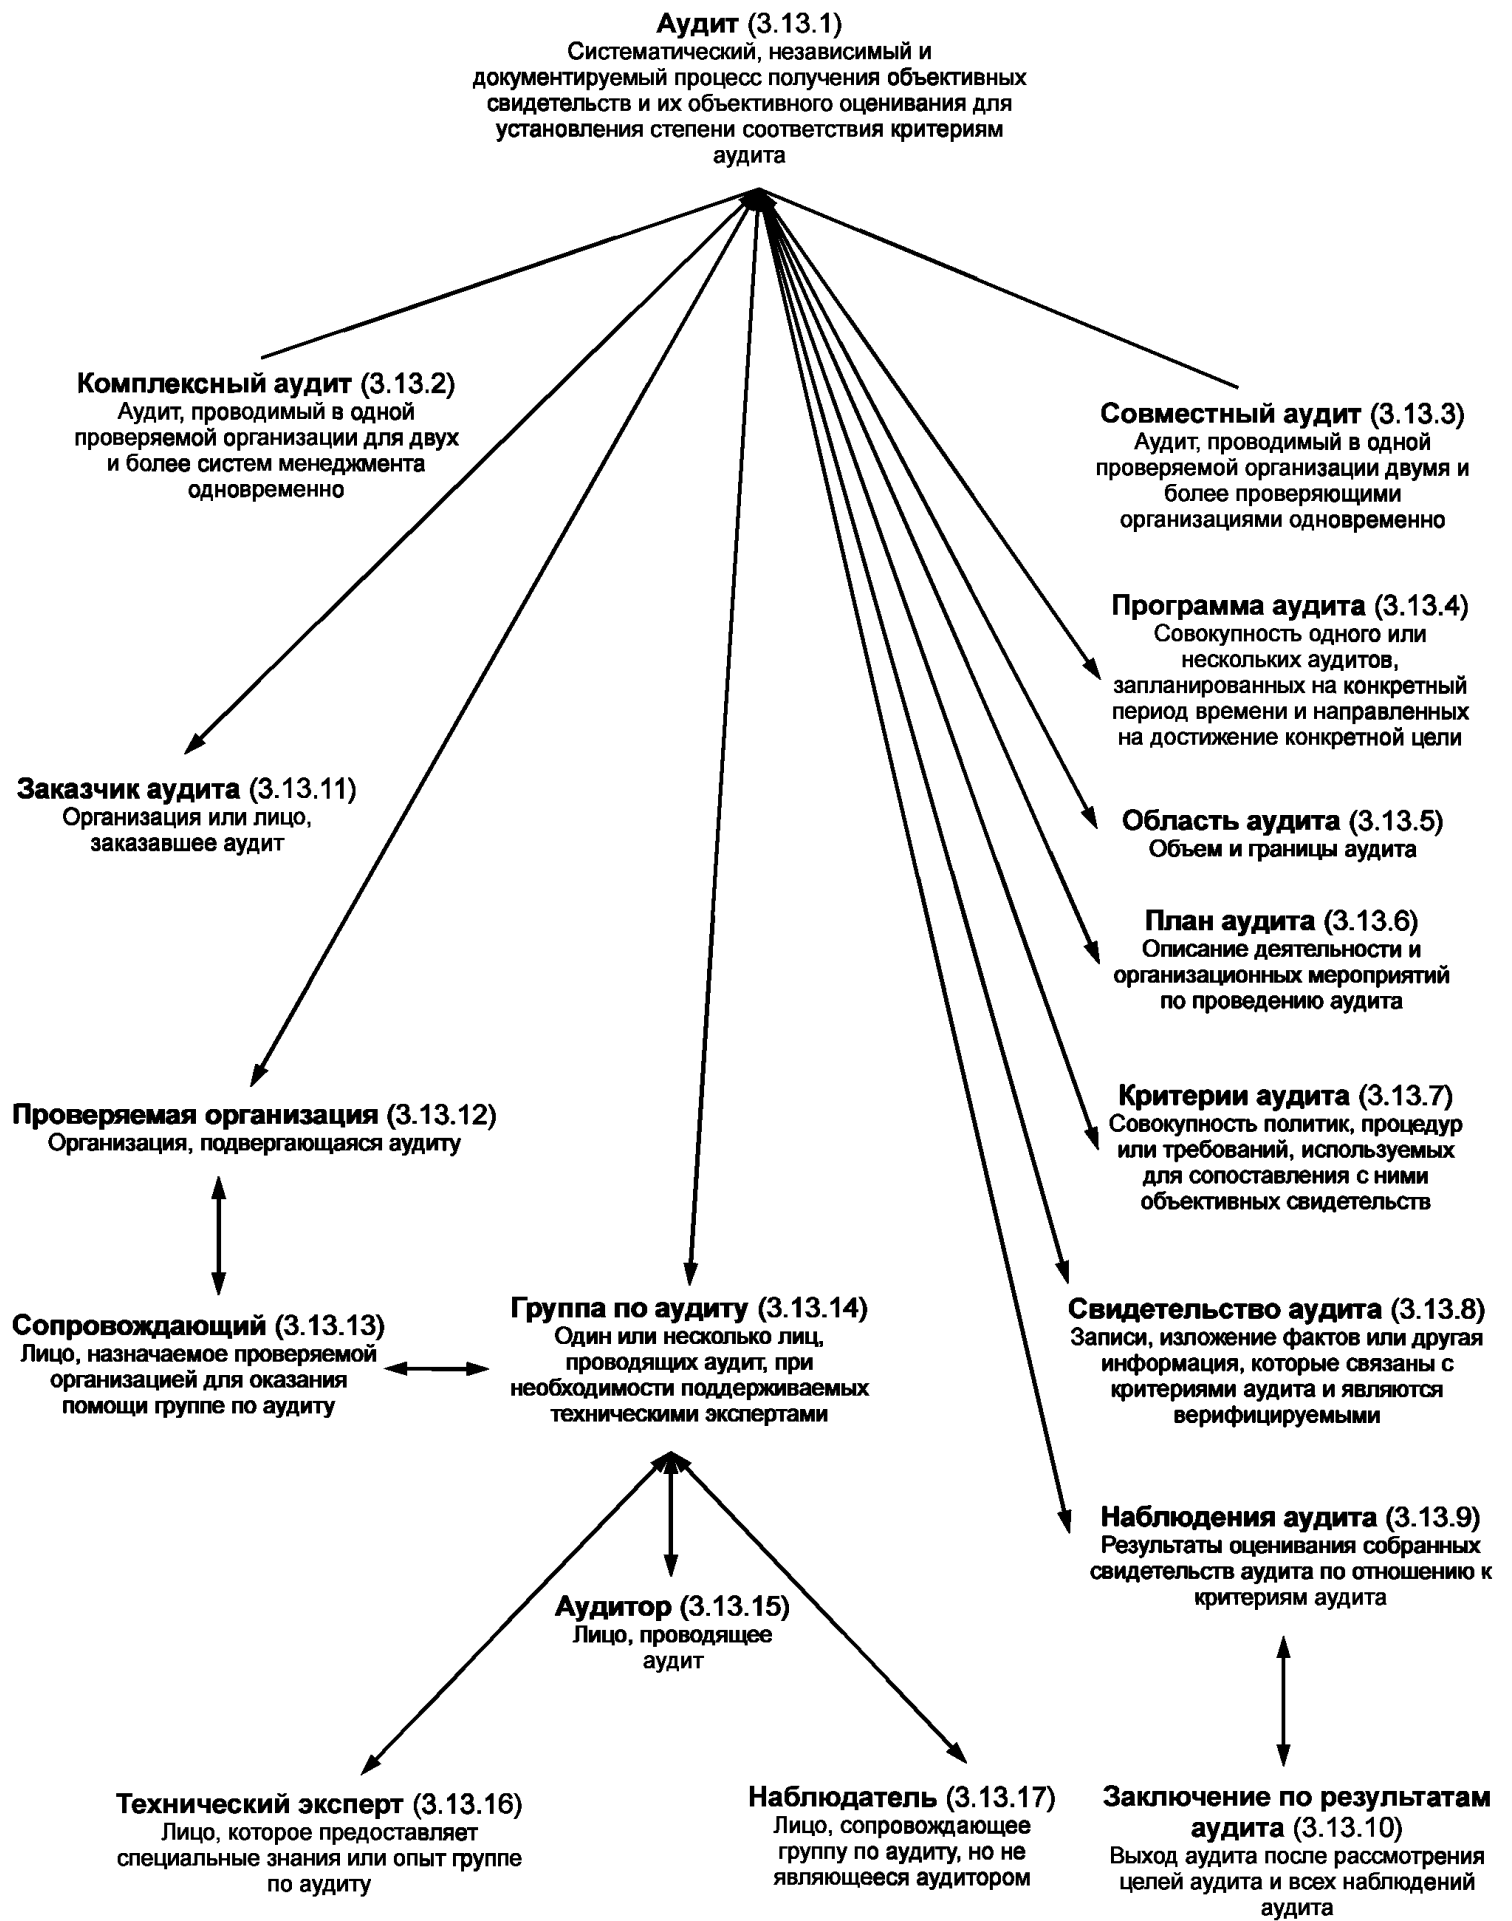 Аудит (3.13.1)
Систематический, независимый и
документируемый процесс получения объективных
свидетельств и их объективного оценивания для
установления степени соответствия критериям
аудита
Комплексный аудит (3.13.2)
Аудит, проводимый в одной
проверяемой организации для двух
и более систем менеджмента
одновременно
Совместный аудит (3.13.3)
Аудит, проводимый в одной
проверяемой организации двумя и
более проверяющими
организациями одновременно
Программа аудита (3.13.4)
Совокупность одного или
нескольких аудитов,
запланированных на конкретный
период времени и направленных
на достижение конкретной цели
Заказчик аудита (3.13.11)
Организация или лицо,
заказавшее аудит
Область аудита (3.13.5)
Объем и границы аудита
План аудита (3.13.6)
Описание деятельности и
организационных мероприятий
по проведению аудита
Проверяемая организация (3.13.12)
Организация, подвергающаяся аудиту
Критерии аудита (3.13.7)
Совокупность политик, процедур
или требований, используемых
для сопоставления с ними
объективных свидетельств
Сопровождающий (3.13.13)
Лицо, назначаемое проверяемой
организацией для оказания
помощи группе по аудиту
Группа по аудиту (3.13.14)
Один или несколько лиц,
проводящих аудит, при
необходимости поддерживаемых
техническими экспертами
Свидетельство аудита (3.13.8)
Записи, изложение фактов или другая
информация, которые связаны с
критериями аудита и являются
верифицируемыми
Наблюдения аудита (3.13.9)
Результаты оценивания собранных
свидетельств аудита по отношению к
критериям аудита
Аудитор (3.13.15)
Лицо, проводящее
аудит
Технический эксперт (3.13.16)
Лицо, которое предоставляет
специальные знания или опыт группе
по аудиту
Наблюдатель (3.13.17)
Лицо, сопровождающее
группу по аудиту, но не
являющееся аудитором
Заключение по результатам
аудита (3.13.10)
Выход аудита после рассмотрения
целей аудита и всех наблюдений
аудита